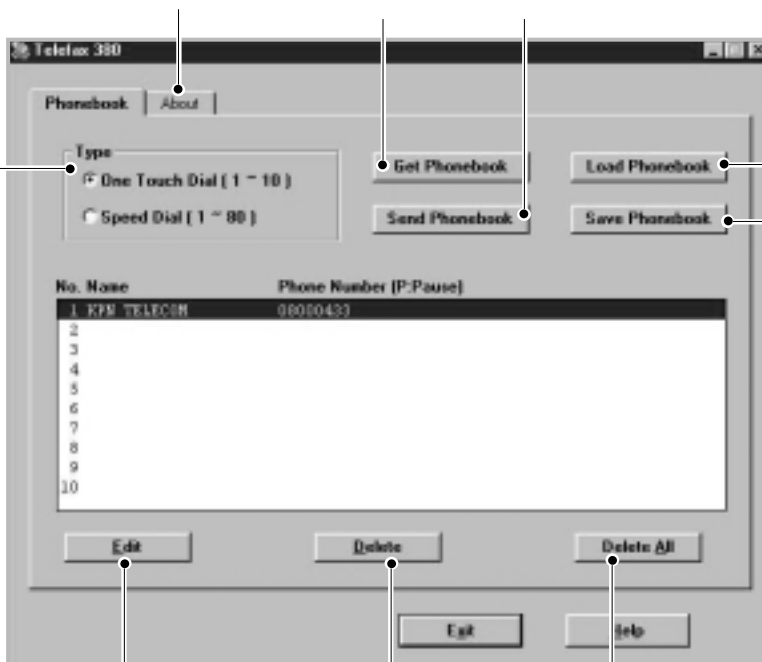 Telefax 380
Phonebook About
Type
One Touch Dial ( 1 ~ 10 )
Speed Dial ( 1 ~ 80 )
Get Phonebook Load Phonebook
Send Phonebook Save Phonebook
No. Name Phone Number (P:Pause)
1 KPN TELECOM 08000433
2
3
4
5
6
7
8
9
10
Edit Delete Delete All
Exit Help